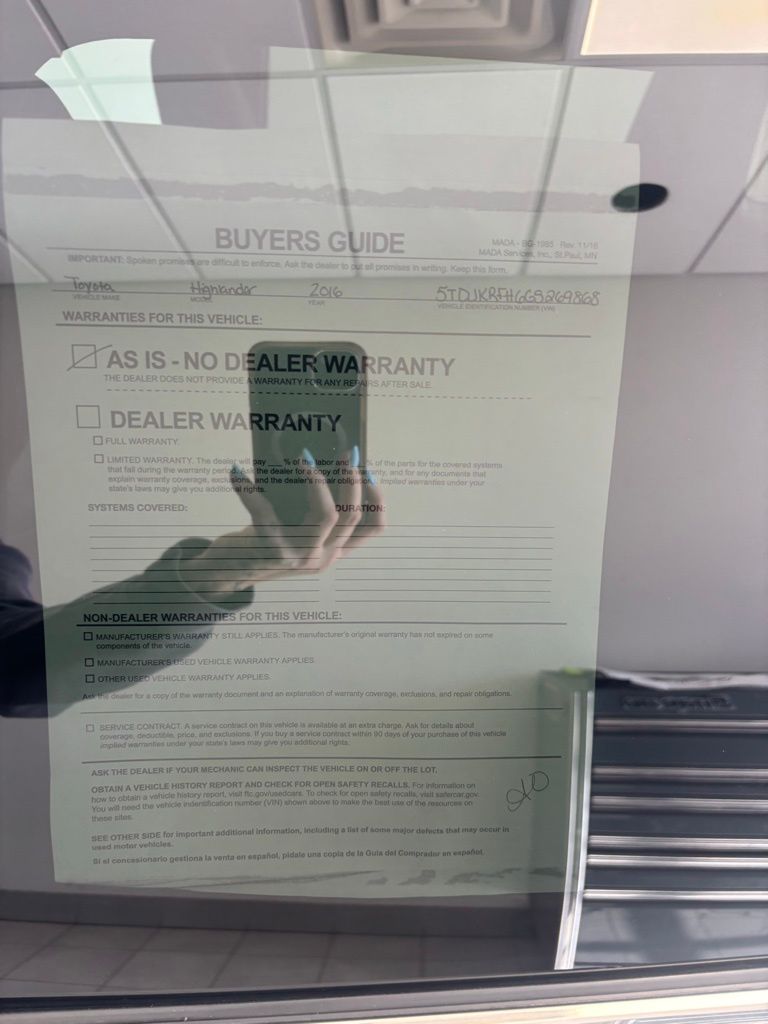 BUYERS GUIDE
MADA - BG-1985 Rev. 11/16
MADA Services, Inc., St.Paul, MN
IMPORTANT: Spoken promises are difficult to enforce. Ask the dealer to put all promises in writing. Keep this form.
Toyota Highlander 2016 5TDJKRFH6GS269868
VEHICLE MAKE MODEL YEAR VEHICLE IDENTIFICATION NUMBER (VIN)
WARRANTIES FOR THIS VEHICLE:
AS IS - NO DEALER WARRANTY
THE DEALER DOES NOT PROVIDE A WARRANTY FOR ANY REPAIRS AFTER SALE.
DEALER WARRANTY
FULL WARRANTY.
LIMITED WARRANTY. The dealer will pay ___ % of the labor and ___ % of the parts for the covered systems
that fail during the warranty period. Ask the dealer for a copy of the warranty, and for any documents that
explain warranty coverage, exclusions, and the dealer's repair obligations. Implied warranties under your
state's laws may give you additional rights.
SYSTEMS COVERED: DURATION:
NON-DEALER WARRANTIES FOR THIS VEHICLE:
MANUFACTURER'S WARRANTY STILL APPLIES. The manufacturer's original warranty has not expired on some
components of the vehicle.
MANUFACTURER'S USED VEHICLE WARRANTY APPLIES.
OTHER USED VEHICLE WARRANTY APPLIES.
Ask the dealer for a copy of the warranty document and an explanation of warranty coverage, exclusions, and repair obligations.
SERVICE CONTRACT. A service contract on this vehicle is available at an extra charge. Ask for details about
coverage, deductible, price, and exclusions. If you buy a service contract within 90 days of your purchase of this vehicle
implied warranties under your state's laws may give you additional rights.
ASK THE DEALER IF YOUR MECHANIC CAN INSPECT THE VEHICLE ON OR OFF THE LOT.
OBTAIN A VEHICLE HISTORY REPORT AND CHECK FOR OPEN SAFETY RECALLS. For information on
how to obtain a vehicle history report, visit ftc.gov/usedcars. To check for open safety recalls, visit safercar.gov.
You will need the vehicle indentification number (VIN) shown above to make the best use of the resources on
these sites.
SEE OTHER SIDE for important additional information, including a list of some major defects that may occur in
used motor vehicles.
Si el concesionario gestiona la venta en español, pídale una copia de la Guía del Comprador en español.